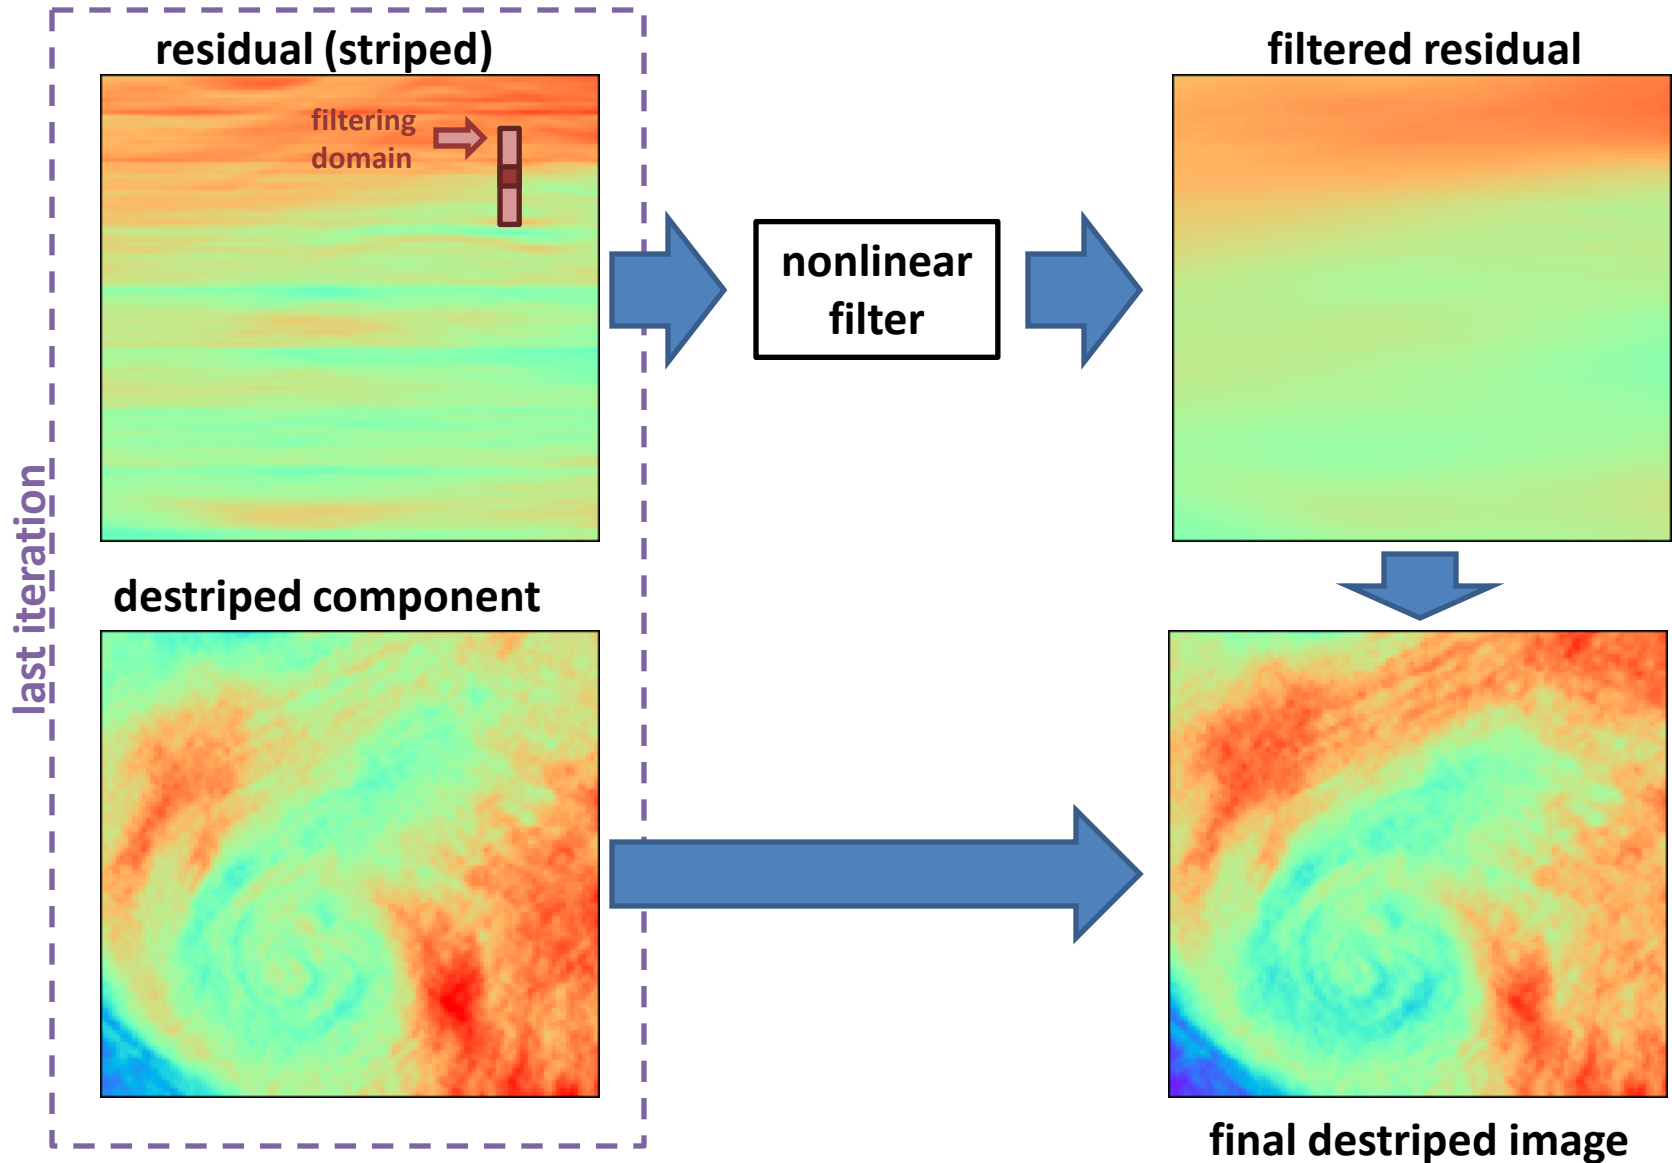 residual (striped)
filtering
domain
nonlinear
filter
filtered residual
last iteration
destriped component
final destriped image